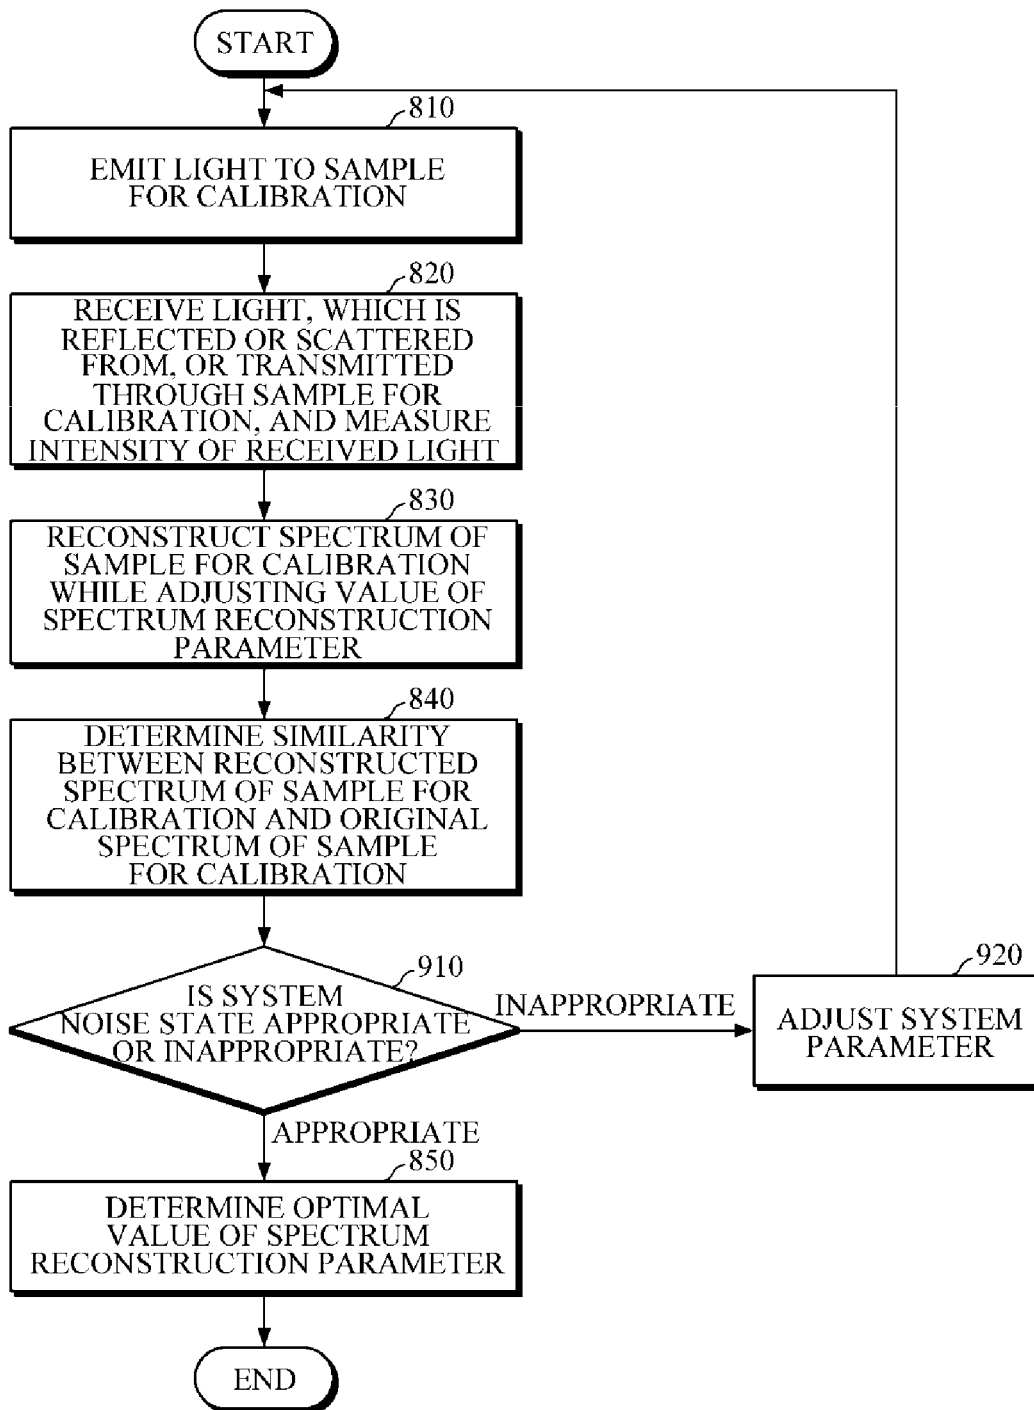 START
810
EMIT LIGHT TO SAMPLE
FOR CALIBRATION
820
RECEIVE LIGHT, WHICH IS
REFLECTED OR SCATTERED
FROM, OR TRANSMITTED
THROUGH SAMPLE FOR
CALIBRATION, AND MEASURE
INTENSITY OF RECEIVED LIGHT
830
RECONSTRUCT SPECTRUM OF
SAMPLE FOR CALIBRATION
WHILE ADJUSTING VALUE OF
SPECTRUM RECONSTRUCTION
PARAMETER
840
DETERMINE SIMILARITY
BETWEEN RECONSTRUCTED
SPECTRUM OF SAMPLE FOR
CALIBRATION AND ORIGINAL
SPECTRUM OF SAMPLE
FOR CALIBRATION
910
IS SYSTEM
NOISE STATE APPROPRIATE
OR INAPPROPRIATE?
INAPPROPRIATE
920
ADJUST SYSTEM
PARAMETER
APPROPRIATE
850
DETERMINE OPTIMAL
VALUE OF SPECTRUM
RECONSTRUCTION PARAMETER
END